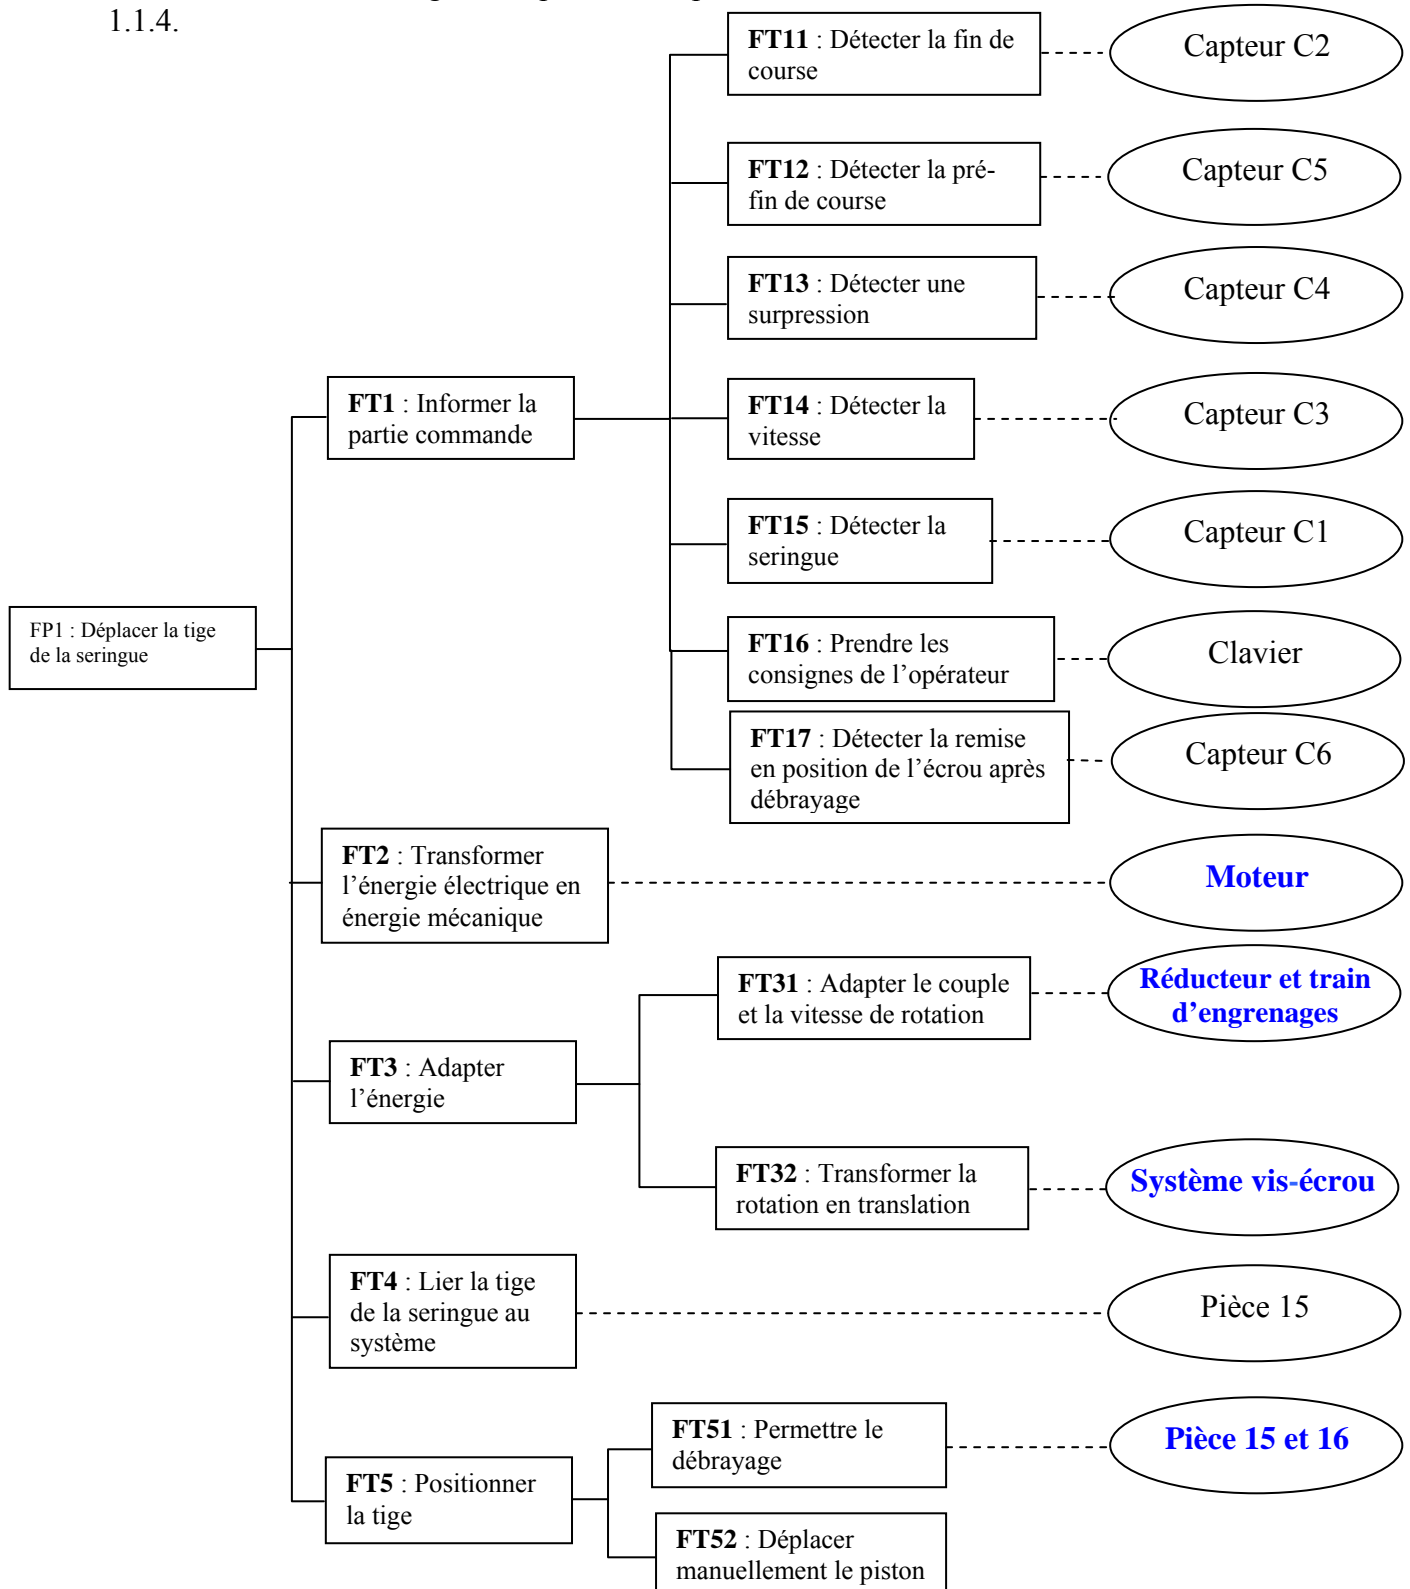 1.1.4.
FT11 : Détecter la fin de
course
Capteur C2
FT12 : Détecter la pré-
fin de course
Capteur C5
FT13 : Détecter une
surpression
Capteur C4
FT1 : Informer la
partie commande
FT14 : Détecter la
vitesse
Capteur C3
FT15 : Détecter la
seringue
Capteur C1
FP1 : Déplacer la tige
de la seringue
FT16 : Prendre les
consignes de l’opérateur
Clavier
FT17 : Détecter la remise
en position de l’écrou après
débrayage
Capteur C6
FT2 : Transformer
l’énergie électrique en
énergie mécanique
Moteur
FT31 : Adapter le couple
et la vitesse de rotation
Réducteur et train
d’engrenages
FT3 : Adapter
l’énergie
FT32 : Transformer la
rotation en translation
Système vis-écrou
FT4 : Lier la tige
de la seringue au
système
Pièce 15
FT51 : Permettre le
débrayage
Pièce 15 et 16
FT5 : Positionner
la tige
FT52 : Déplacer
manuellement le piston